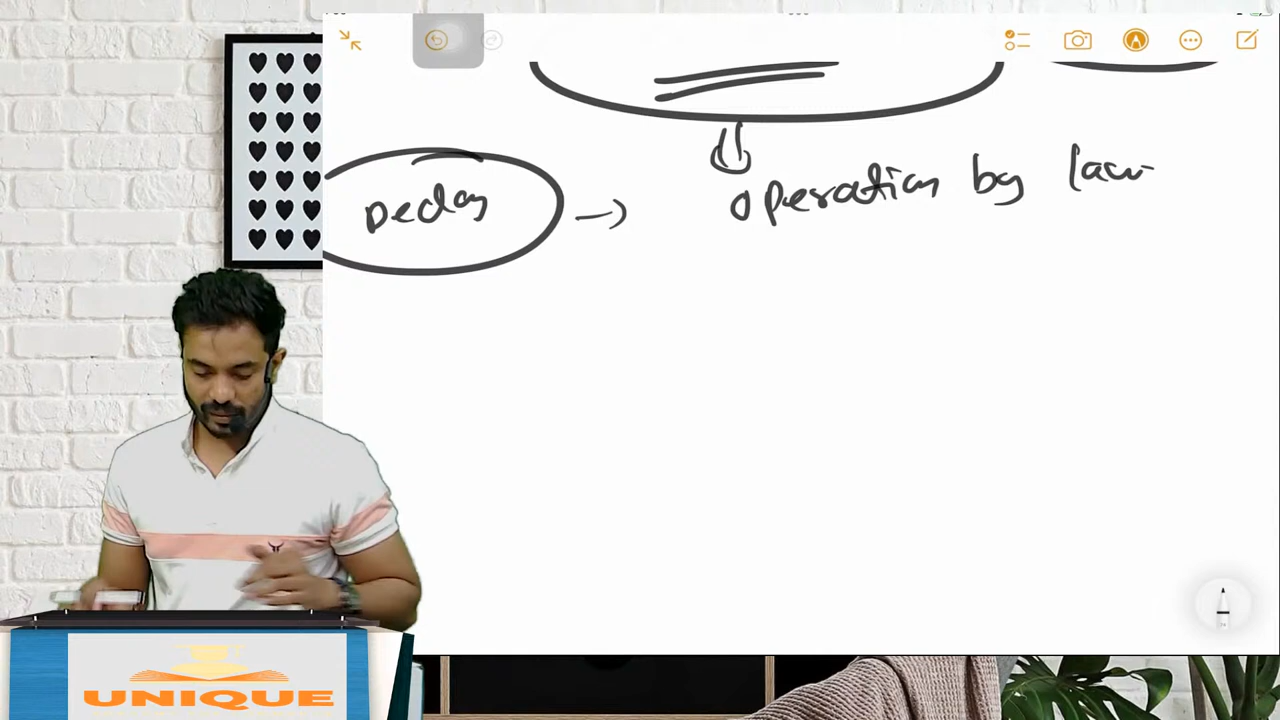 Operation by law
Delay →
UNIQUE